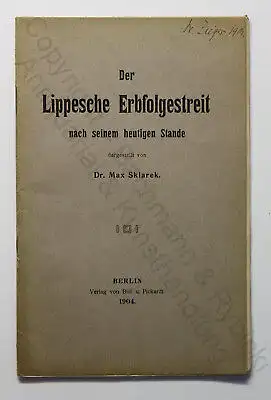 Der
Lippesche Erbfolgestreit
nach seinem heutigen Stande
dargestellt von
Dr. Max Sklarek.
BERLIN
Verlag von Boll u. Pickardt
1904.